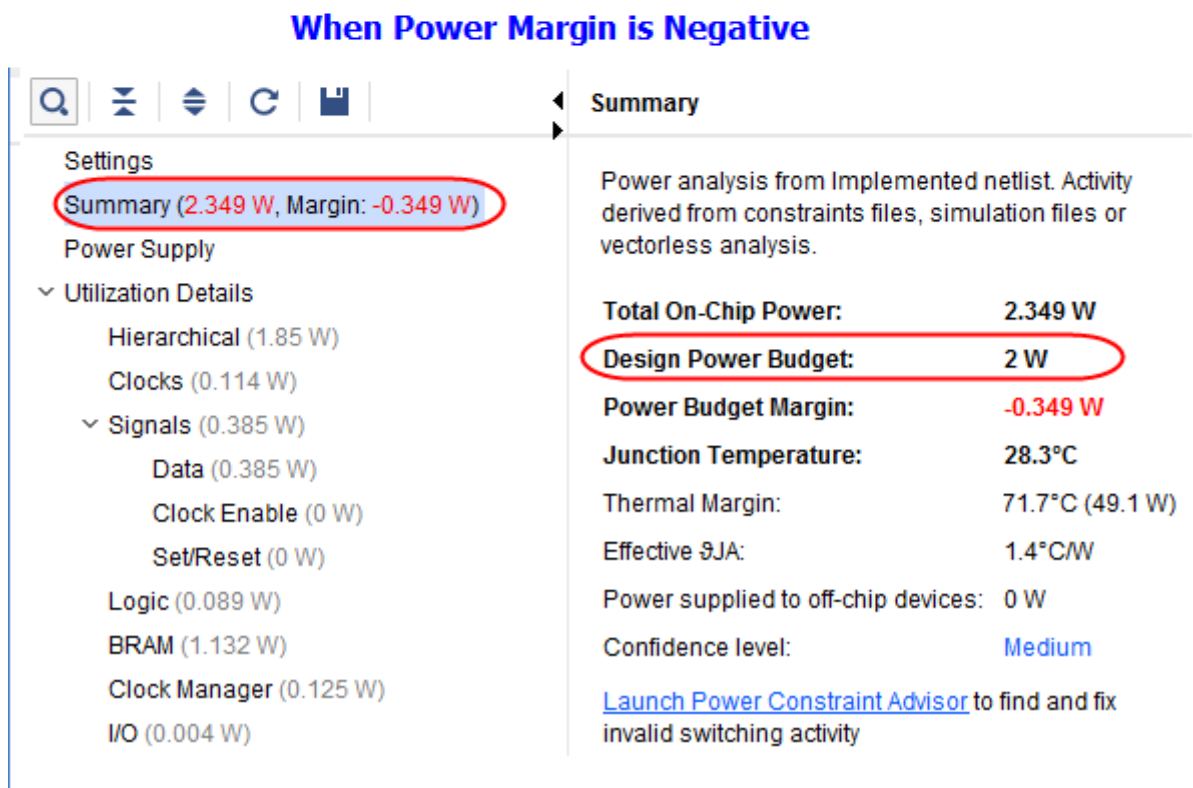 When Power Margin is Negative
Settings
Summary (2.349 W, Margin: -0.349 W)
Power Supply
Utilization Details
Hierarchical (1.85 W)
Clocks (0.114 W)
Signals (0.385 W)
Data (0.385 W)
Clock Enable (0 W)
Set/Reset (0 W)
Logic (0.089 W)
BRAM (1.132 W)
Clock Manager (0.125 W)
I/O (0.004 W)
Summary
Power analysis from Implemented netlist. Activity
derived from constraints files, simulation files or
vectorless analysis.
Total On-Chip Power: 2.349 W
Design Power Budget: 2 W
Power Budget Margin: -0.349 W
Junction Temperature: 28.3°C
Thermal Margin: 71.7°C (49.1 W)
Effective ϑJA: 1.4°C/W
Power supplied to off-chip devices: 0 W
Confidence level: Medium
Launch Power Constraint Advisor to find and fix
invalid switching activity